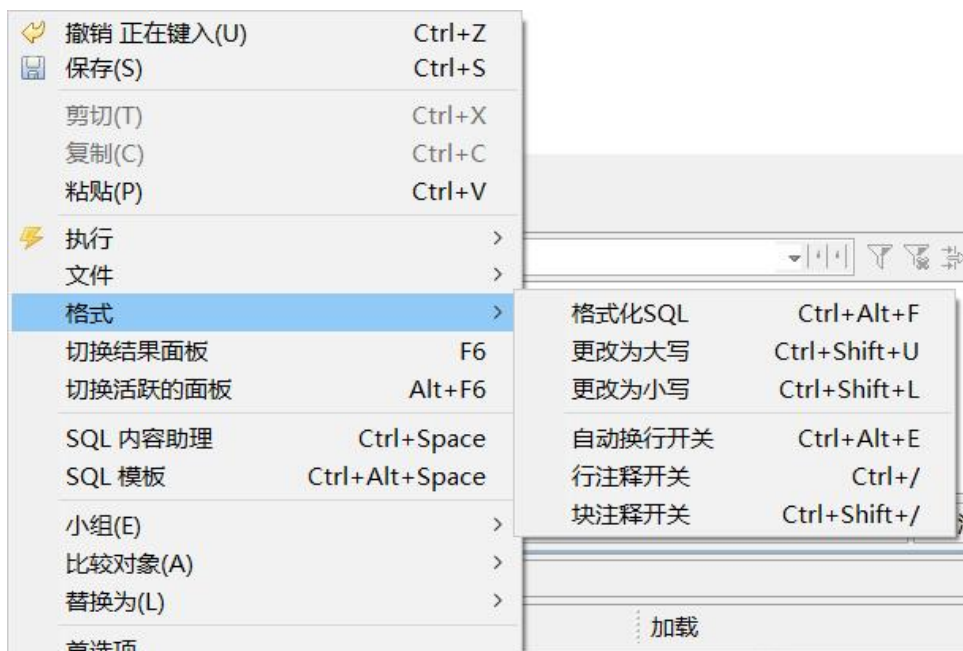 撤销 正在键入(U) Ctrl+Z
保存(S) Ctrl+S
剪切(T) Ctrl+X
复制(C) Ctrl+C
粘贴(P) Ctrl+V
执行
文件
格式
切换结果面板 F6
切换活跃的面板 Alt+F6
SQL 内容助理 Ctrl+Space
SQL 模板 Ctrl+Alt+Space
小组(E)
比较对象(A)
替换为(L)
首选项
格式化SQL Ctrl+Alt+F
更改为大写 Ctrl+Shift+U
更改为小写 Ctrl+Shift+L
自动换行开关 Ctrl+Alt+E
行注释开关 Ctrl+/
块注释开关 Ctrl+Shift+/
加载